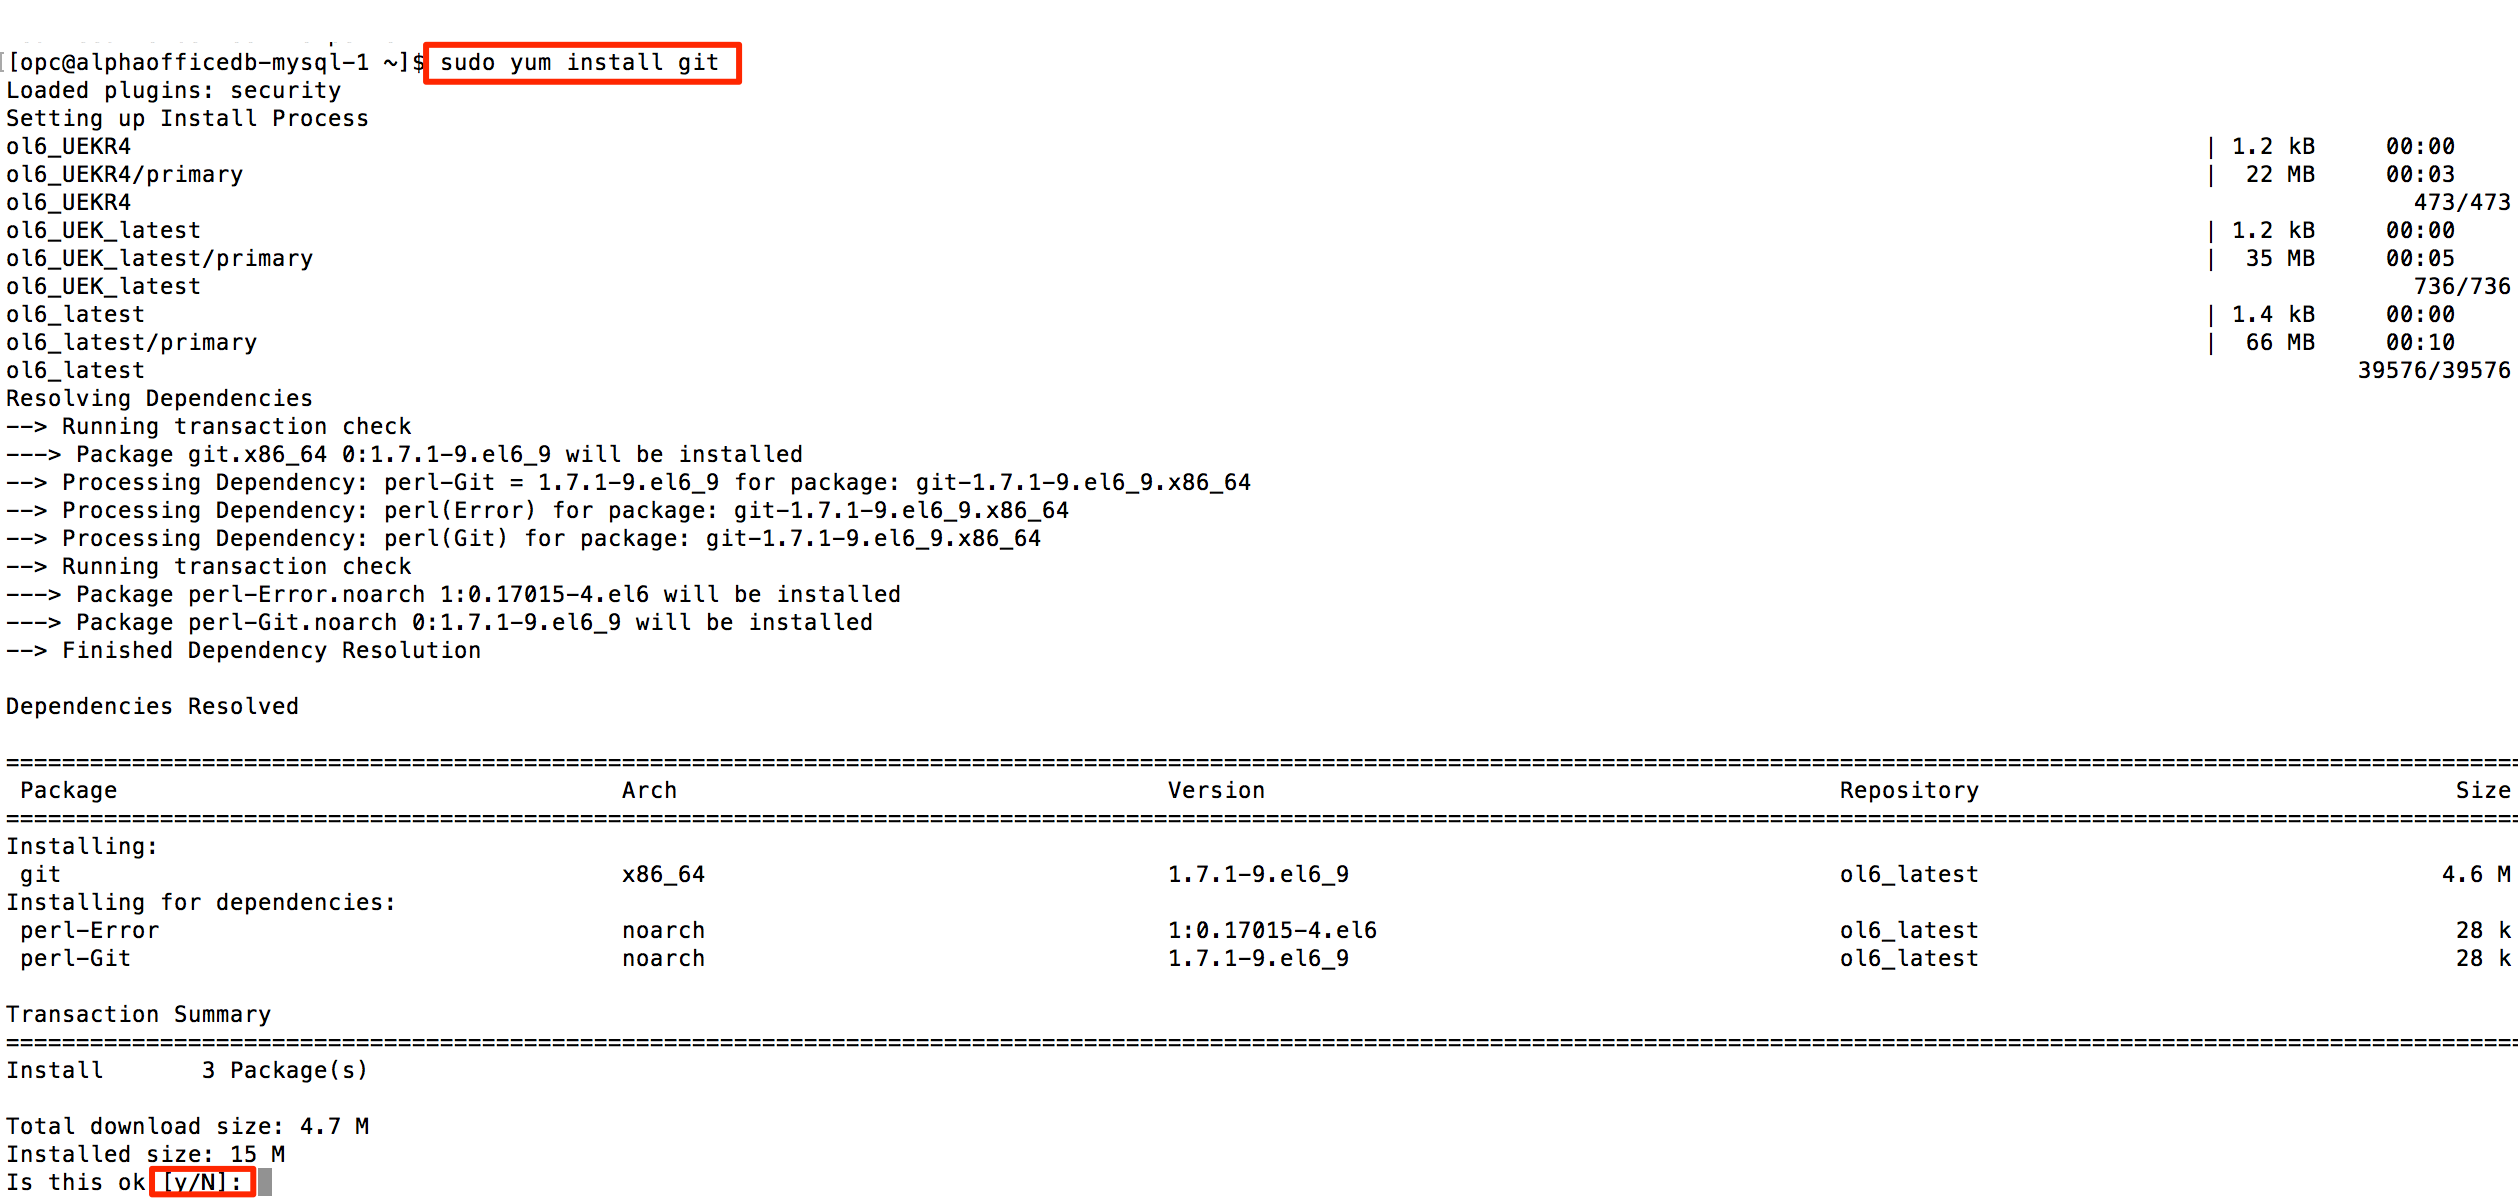 [[opc@alphaofficedb-mysql-1 ~]$ sudo yum install git
Loaded plugins: security
Setting up Install Process
ol6_UEKR4 | 1.2 kB 00:00
ol6_UEKR4/primary | 22 MB 00:03
ol6_UEKR4 473/473
ol6_UEK_latest | 1.2 kB 00:00
ol6_UEK_latest/primary | 35 MB 00:05
ol6_UEK_latest 736/736
ol6_latest | 1.4 kB 00:00
ol6_latest/primary | 66 MB 00:10
ol6_latest 39576/39576
Resolving Dependencies
--> Running transaction check
---> Package git.x86_64 0:1.7.1-9.el6_9 will be installed
--> Processing Dependency: perl-Git = 1.7.1-9.el6_9 for package: git-1.7.1-9.el6_9.x86_64
--> Processing Dependency: perl(Error) for package: git-1.7.1-9.el6_9.x86_64
--> Processing Dependency: perl(Git) for package: git-1.7.1-9.el6_9.x86_64
--> Running transaction check
---> Package perl-Error.noarch 1:0.17015-4.el6 will be installed
---> Package perl-Git.noarch 0:1.7.1-9.el6_9 will be installed
--> Finished Dependency Resolution
Dependencies Resolved
Package Arch Version Repository Size
Installing:
git x86_64 1.7.1-9.el6_9 ol6_latest 4.6 M
Installing for dependencies:
perl-Error noarch 1:0.17015-4.el6 ol6_latest 28 k
perl-Git noarch 1.7.1-9.el6_9 ol6_latest 28 k
Transaction Summary
Install 3 Package(s)
Total download size: 4.7 M
Installed size: 15 M
Is this ok [y/N]: